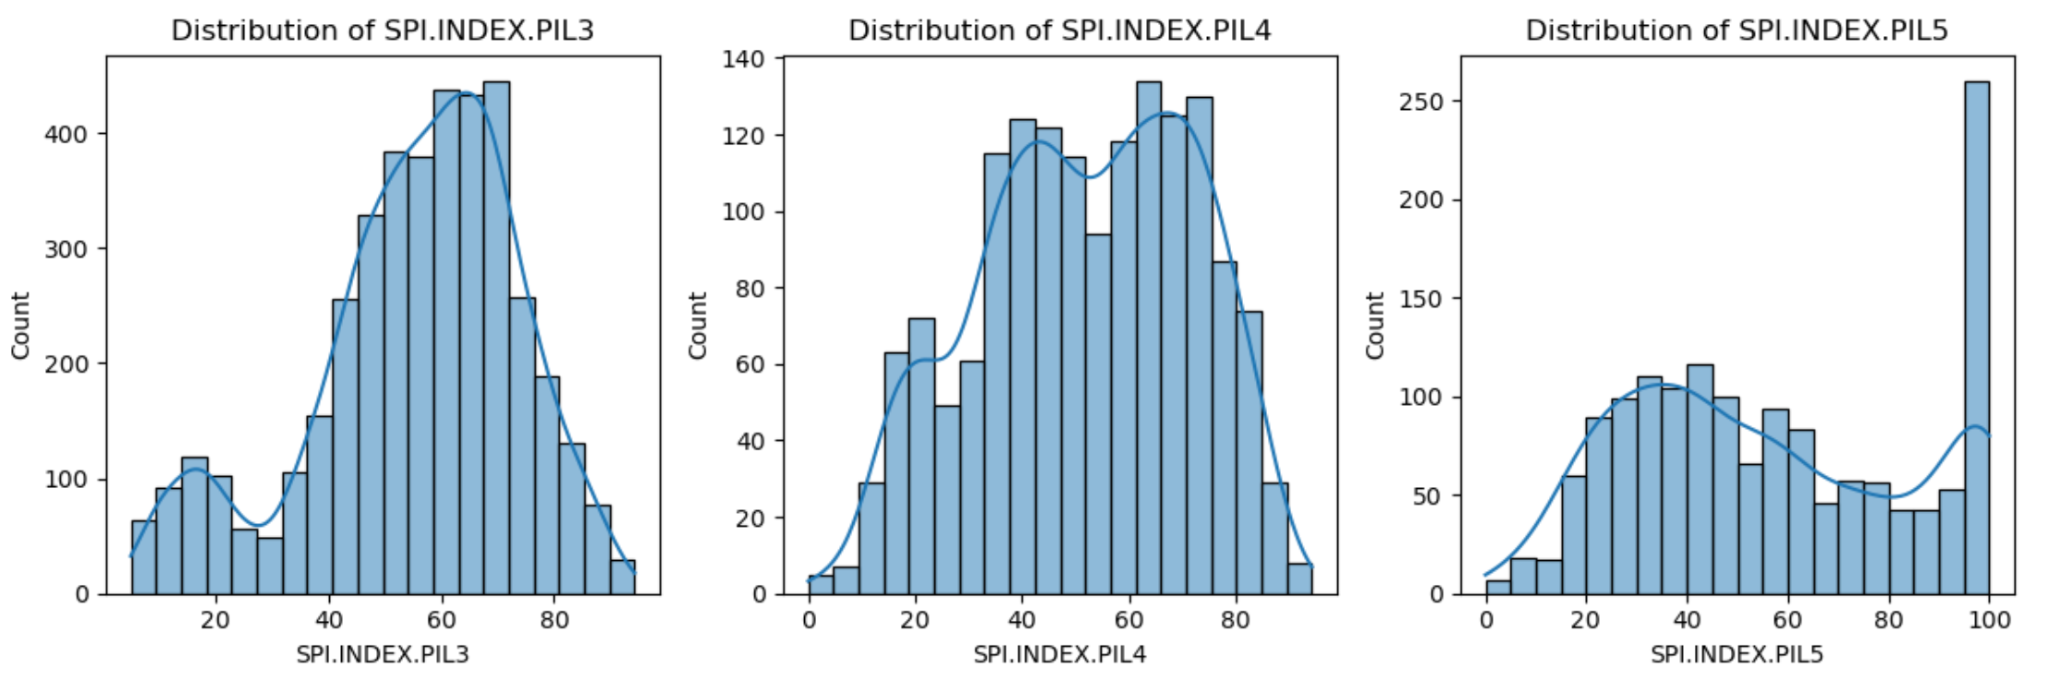 Distribution of SPI.INDEX.PIL3
400
300
200
100
0
Count
20 40 60 80
SPI.INDEX.PIL3
Distribution of SPI.INDEX.PIL4
140
120
100
80
60
40
20
0
Count
0 20 40 60 80
SPI.INDEX.PIL4
Distribution of SPI.INDEX.PIL5
250
200
150
100
50
0
Count
0 20 40 60 80 100
SPI.INDEX.PIL5